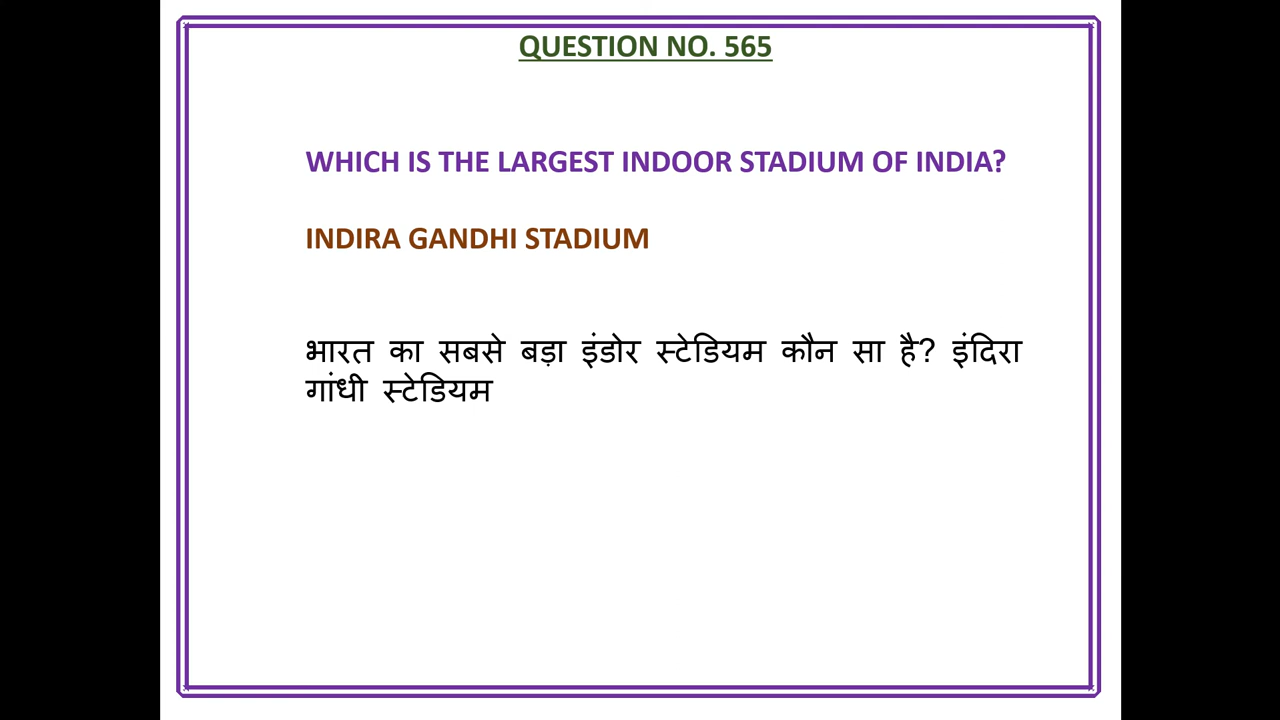 QUESTION NO. 565
WHICH IS THE LARGEST INDOOR STADIUM OF INDIA?
INDIRA GANDHI STADIUM
भारत का सबसे बड़ा इंडोर स्टेडियम कौन सा है? इंदिरा
गांधी स्टेडियम